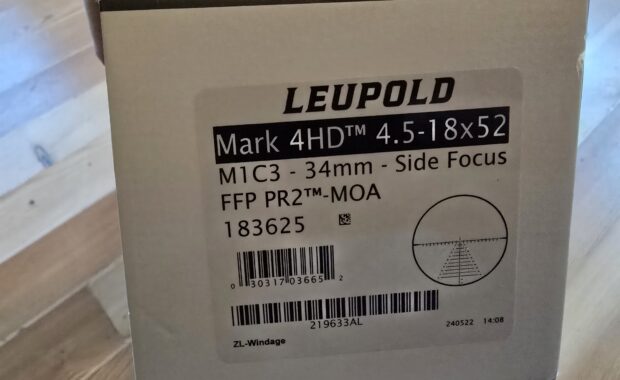 LEUPOLD
Mark 4HD™ 4.5-18x52
M1C3 - 34mm - Side Focus
FFP PR2™-MOA
183625
0 30317 03665 2
219633AL
240522 14:08
ZL-Windage